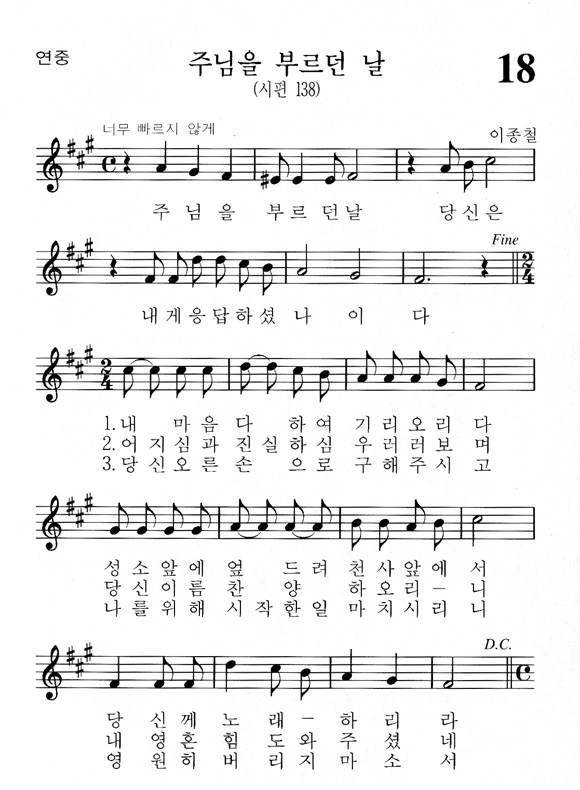 연중
주님을 부르던 날
18
(시편 138)
너무 빠르지 않게
이종철
주 님 을 부 르 던 날 당 신 은
Fine
2/4
내 게 응 답 하 셨 나 이 다
2/4
1.내 마 음 다 하 여 기 리 오 리 다
2.어 지 심 과 진 실 하 심 우 러 러 보 며
3.당 신 오 른 손 으 로 구 해 주 시 고
성 소 앞 에 엎 드 려 천 사 앞 에 서
당 신 이 름 찬 양 하 오 리 - 니
나 를 위 해 시 작 한 일 마 치 시 리 니
D.C.
당 신 께 노 래 - 하 리 라
내 영 혼 힘 도 와 주 셨 네
영 원 히 버 리 지 마 소 서